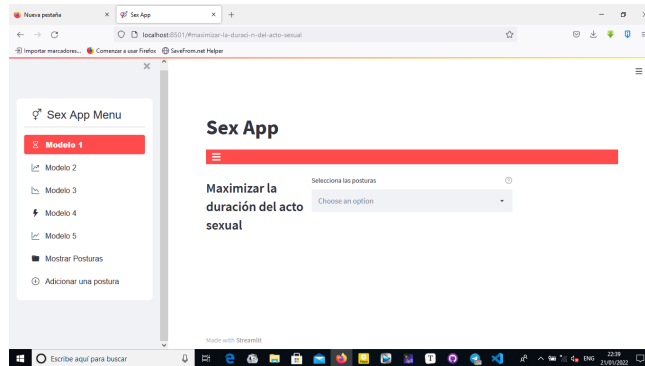 Nueva pestaña
Sex App
localhost:8501/#maximizar-la-duraci-n-del-acto-sexual
Importar marcadores...
Comenzar a usar Firefox
SaveFrom.net Helper
Sex App Menu
Modelo 1
Modelo 2
Modelo 3
Modelo 4
Modelo 5
Mostrar Posturas
Adicionar una postura
Sex App
Maximizar la
duración del acto
sexual
Selecciona las posturas
Choose an option
Made with Streamlit
Escribe aquí para buscar
ENG
22:39
21/01/2022